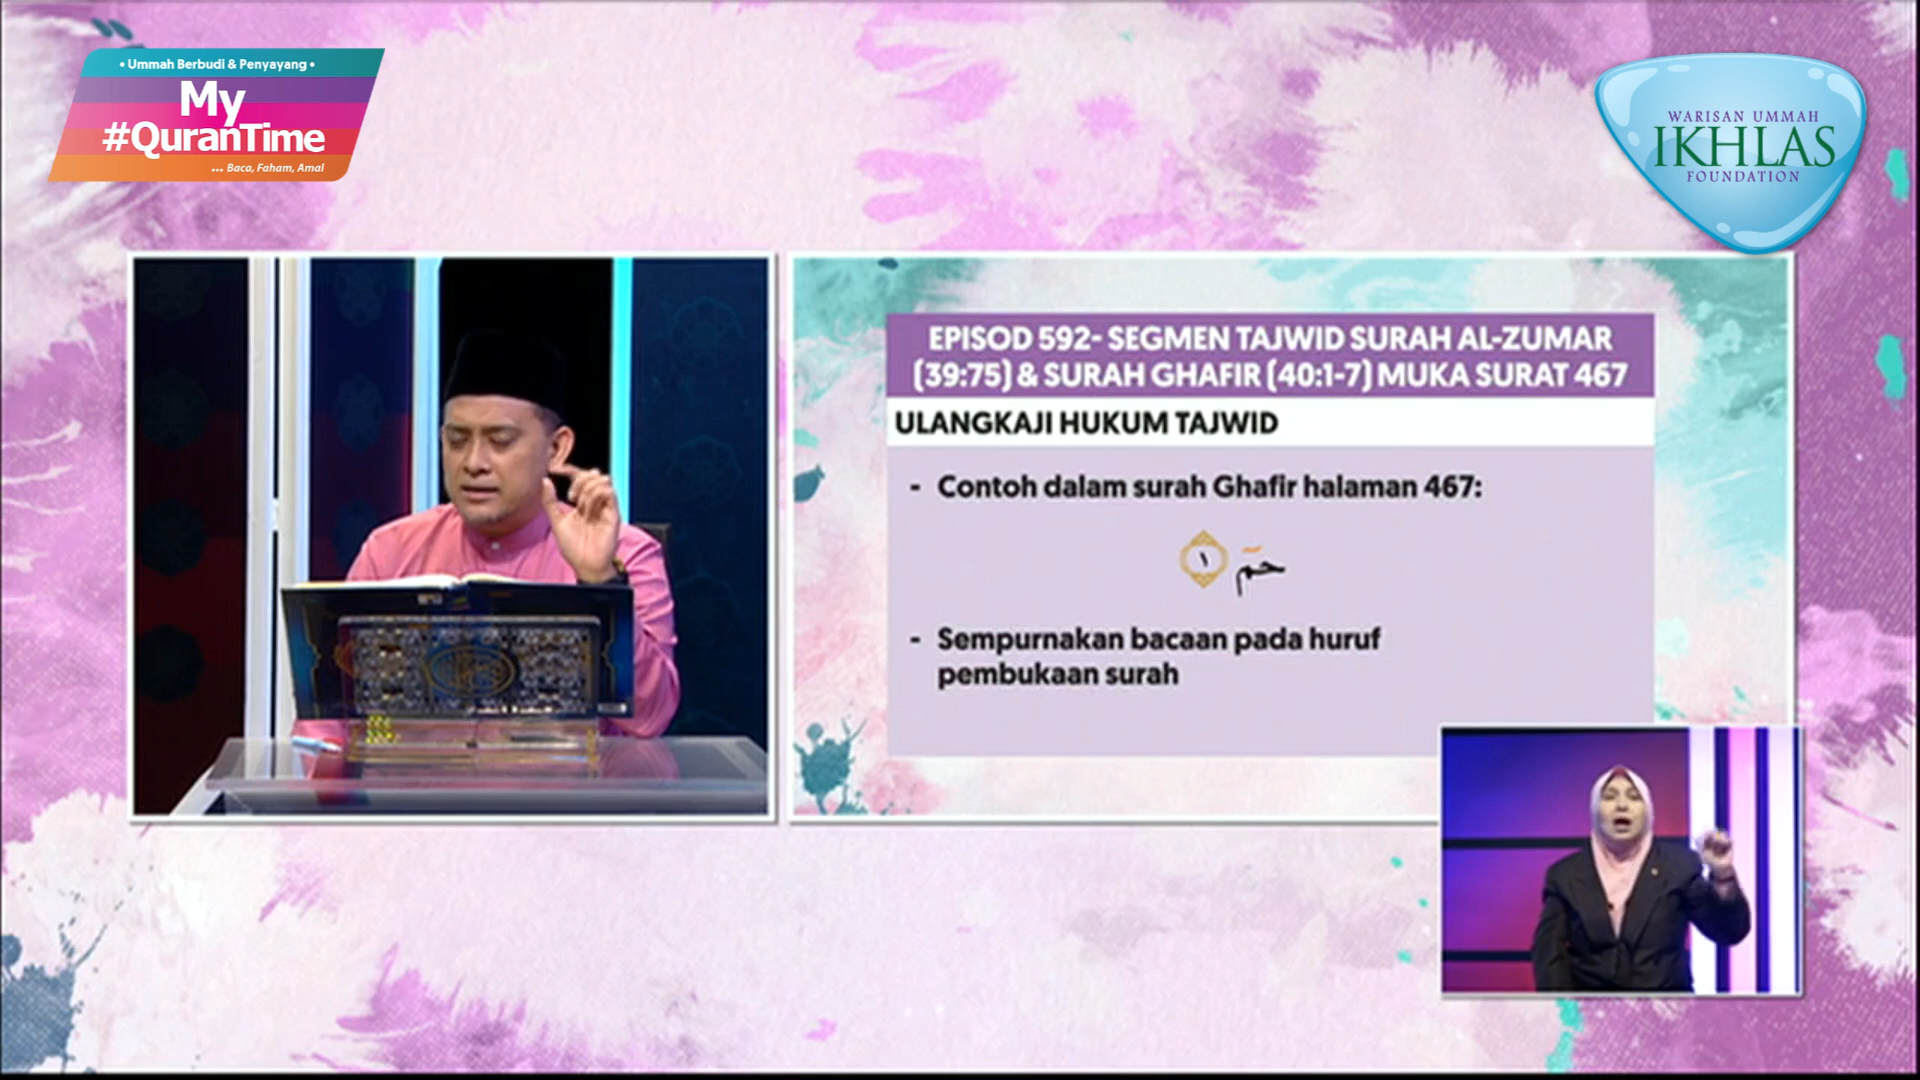 • Ummah Berbudi & Penyayang •
My
#QuranTime
... Baca, Faham, Amal
WARISAN UMMAH
IKHLAS
FOUNDATION
EPISOD 592- SEGMEN TAJWID SURAH AL-ZUMAR
(39:75) & SURAH GHAFIR (40:1-7) MUKA SURAT 467
ULANGKAJI HUKUM TAJWID
- Contoh dalam surah Ghafir halaman 467:
حمٓ ١
- Sempurnakan bacaan pada huruf
pembukaan surah